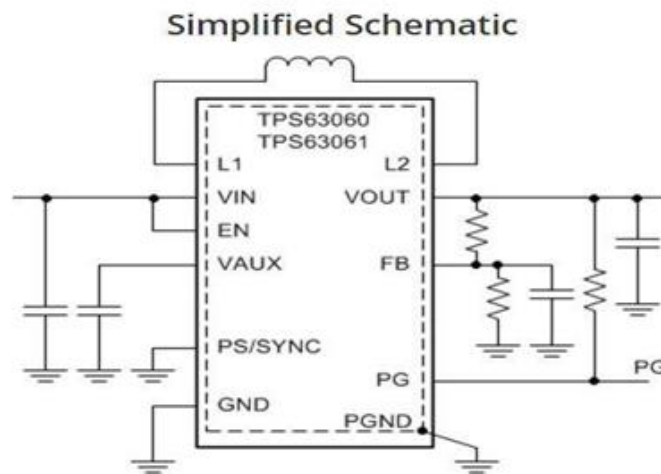 Simplified Schematic
TPS63060
TPS63061
L1
L2
VIN
VOUT
EN
VAUX
FB
PS/SYNC
PG
PG
GND
PGND